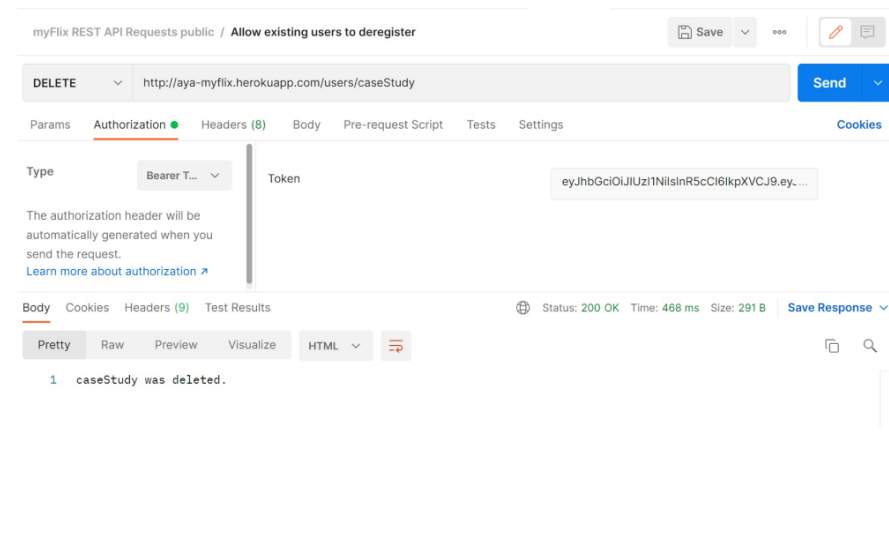 myFlix REST API Requests public / Allow existing users to deregister
Save
DELETE
http://aya-myflix.herokuapp.com/users/caseStudy
Send
Params Authorization Headers (8) Body Pre-request Script Tests Settings Cookies
Type
Bearer T...
Token
eyJhbGciOiJIUzI1NiIsInR5cCI6IkpXVCJ9.ey....
The authorization header will be
automatically generated when you
send the request.
Learn more about authorization ↗
Body Cookies Headers (9) Test Results
Status: 200 OK Time: 468 ms Size: 291 B Save Response
Pretty Raw Preview Visualize HTML
1 caseStudy was deleted.